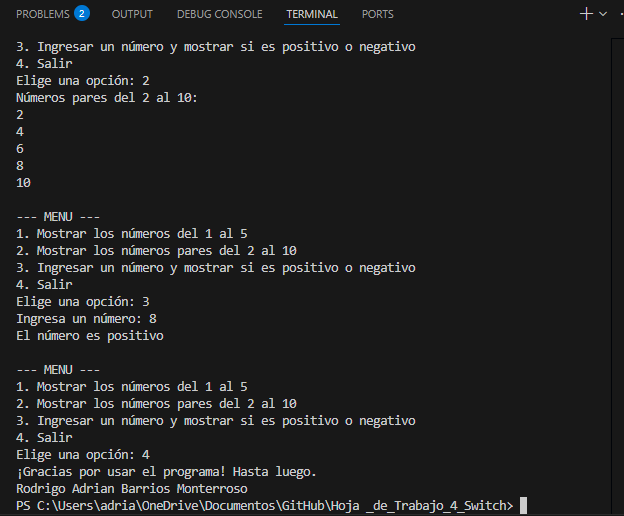 PROBLEMS 2 OUTPUT DEBUG CONSOLE TERMINAL PORTS
3. Ingresar un número y mostrar si es positivo o negativo
4. Salir
Elige una opción: 2
Números pares del 2 al 10:
2
4
6
8
10
--- MENU ---
1. Mostrar los números del 1 al 5
2. Mostrar los números pares del 2 al 10
3. Ingresar un número y mostrar si es positivo o negativo
4. Salir
Elige una opción: 3
Ingresa un número: 8
El número es positivo
--- MENU ---
1. Mostrar los números del 1 al 5
2. Mostrar los números pares del 2 al 10
3. Ingresar un número y mostrar si es positivo o negativo
4. Salir
Elige una opción: 4
¡Gracias por usar el programa! Hasta luego.
Rodrigo Adrian Barrios Monterroso
PS C:\Users\adria\OneDrive\Documentos\GitHub\Hoja _de_Trabajo_4_Switch>